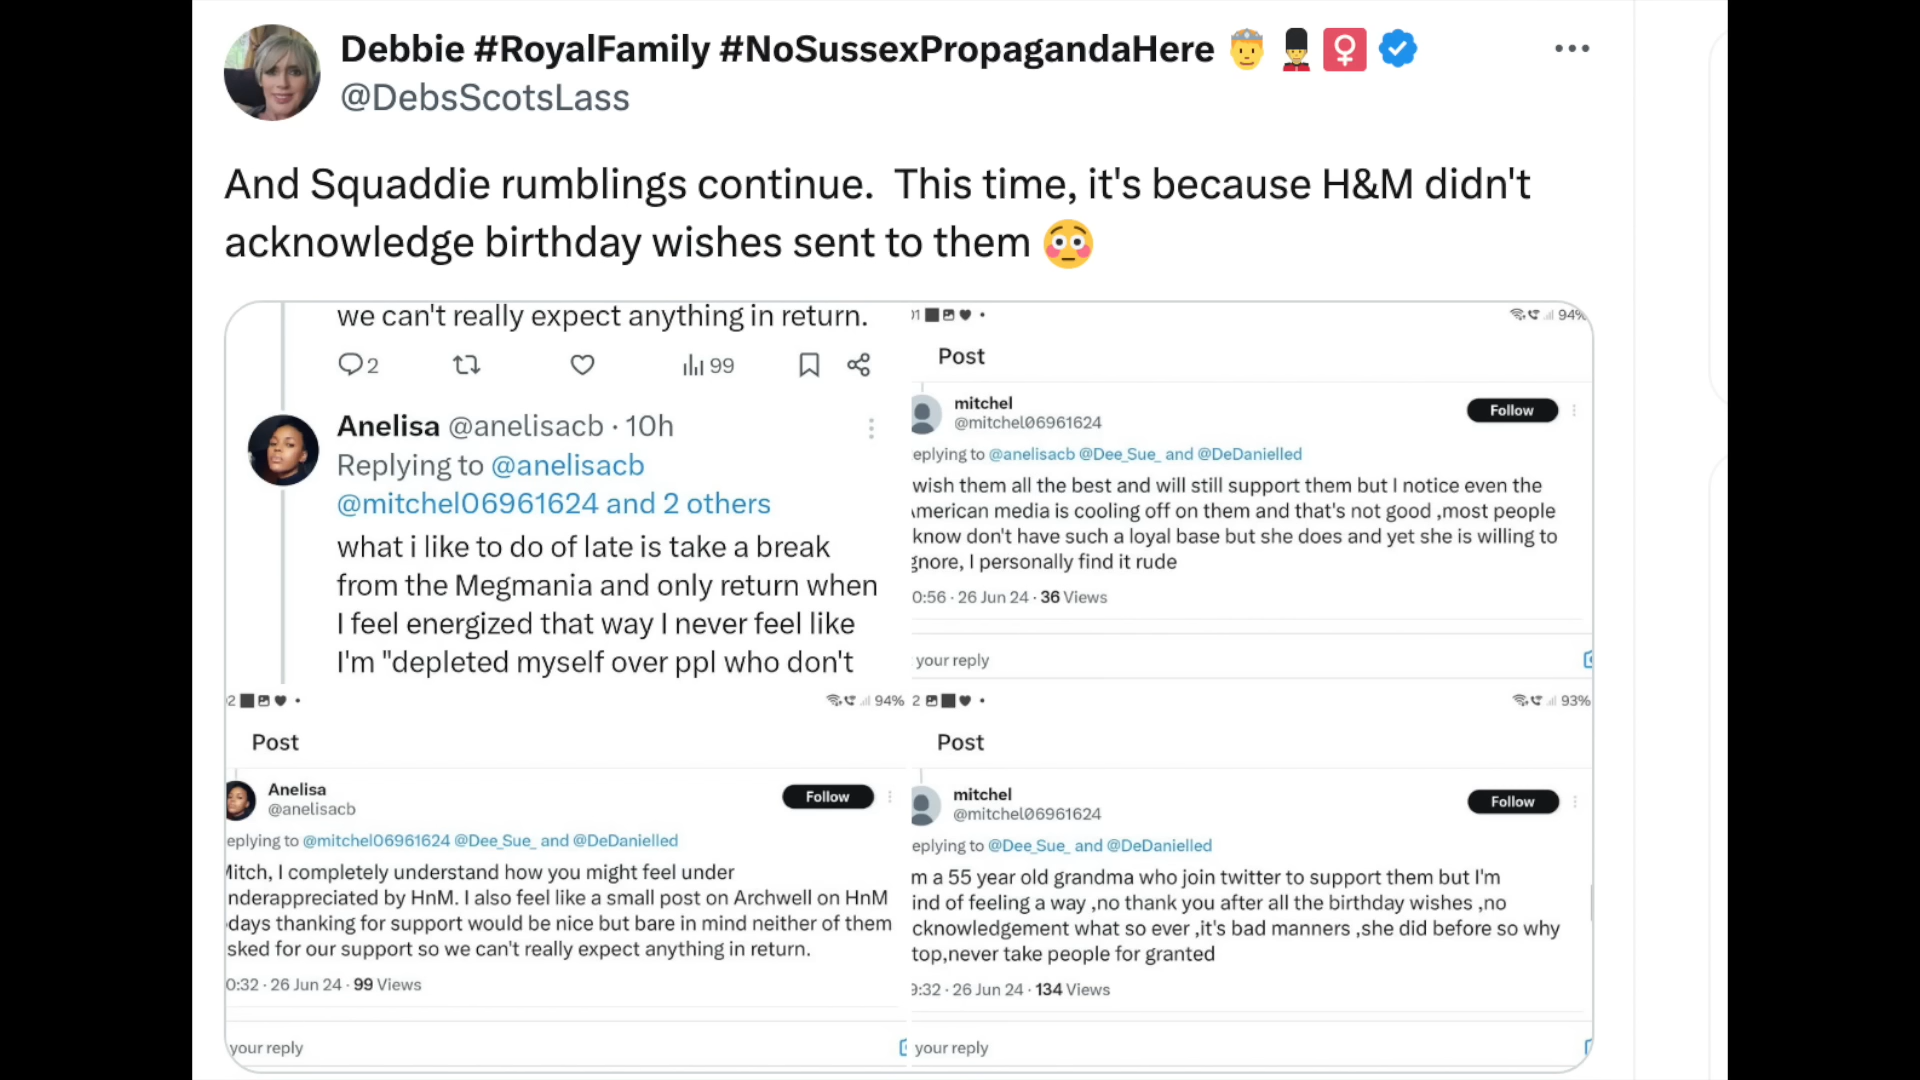 Debbie #RoyalFamily #NoSussexPropagandaHere
@DebsScotsLass
And Squaddie rumblings continue. This time, it's because H&M didn't
acknowledge birthday wishes sent to them
we can't really expect anything in return.
2 99
Anelisa @anelisacb · 10h
Replying to @anelisacb
@mitchel06961624 and 2 others
what i like to do of late is take a break
from the Megmania and only return when
I feel energized that way I never feel like
I'm "depleted myself over ppl who don't
94%
Post
mitchel
@mitchel06961624
Follow
eplying to @anelisacb @Dee_Sue_ and @DeDanielled
wish them all the best and will still support them but I notice even the
merican media is cooling off on them and that's not good ,most people
know don't have such a loyal base but she does and yet she is willing to
gnore, I personally find it rude
0:56 · 26 Jun 24 · 36 Views
your reply
2 94%
Post
Anelisa
@anelisacb
Follow
eplying to @mitchel06961624 @Dee_Sue_ and @DeDanielled
Mitch, I completely understand how you might feel under
nderappreciated by HnM. I also feel like a small post on Archwell on HnM
days thanking for support would be nice but bare in mind neither of them
sked for our support so we can't really expect anything in return.
0:32 · 26 Jun 24 · 99 Views
your reply
2 93%
Post
mitchel
@mitchel06961624
Follow
eplying to @Dee_Sue_ and @DeDanielled
m a 55 year old grandma who join twitter to support them but I'm
ind of feeling a way ,no thank you after all the birthday wishes ,no
cknowledgement what so ever ,it's bad manners ,she did before so why
top,never take people for granted
9:32 · 26 Jun 24 · 134 Views
your reply